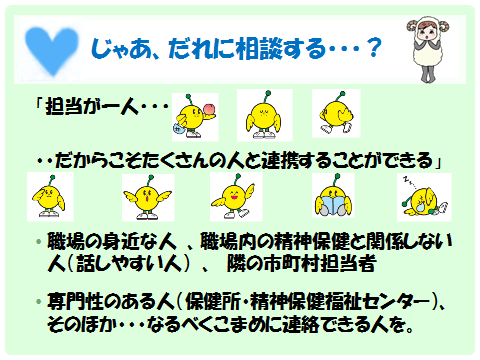 じゃあ、だれに相談する・・・？
「担当が一人・・・
・・だからこそたくさんの人と連携することができる」
・職場の身近な人 、職場内の精神保健と関係しない
人（話しやすい人） 、 隣の市町村担当者
・専門性のある人（保健所・精神保健福祉センター）、
そのほか・・・なるべくこまめに連絡できる人を。